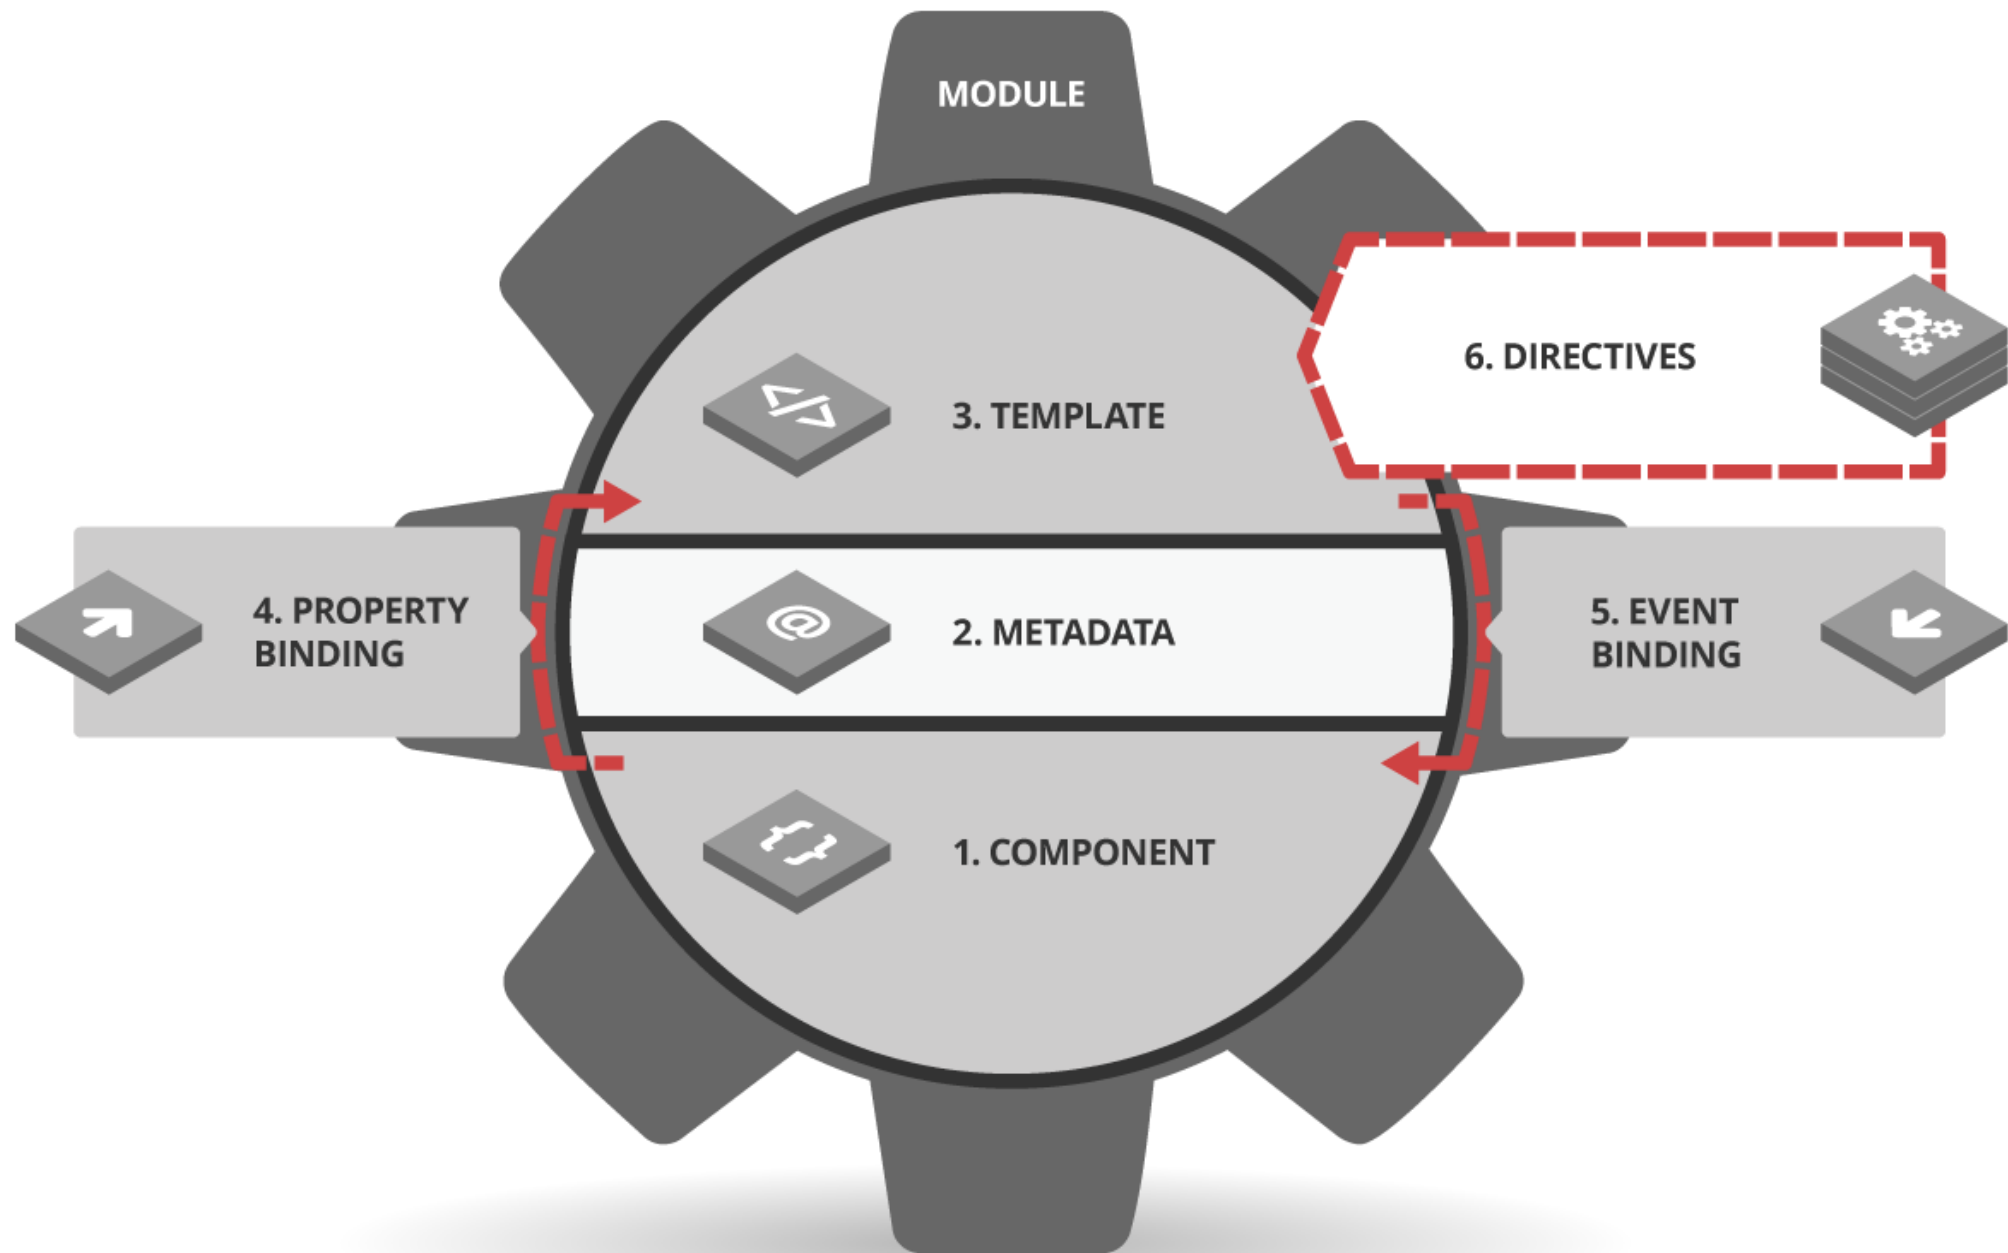 MODULE
6. DIRECTIVES
3. TEMPLATE
4. PROPERTY
BINDING
2. METADATA
5. EVENT
BINDING
1. COMPONENT